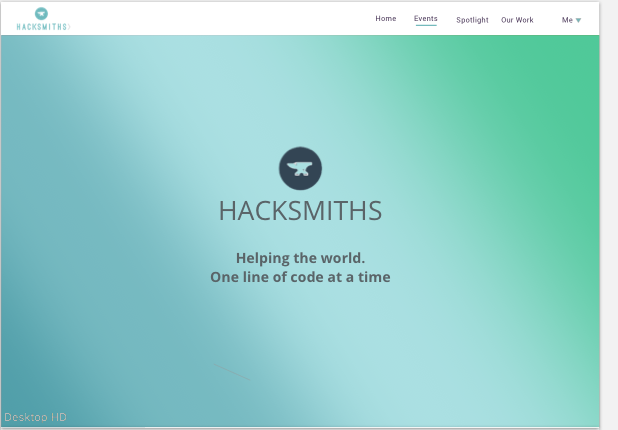 HACKSMITHS
Home Events Spotlight Our Work Me
HACKSMITHS
Helping the world.
One line of code at a time
Desktop HD